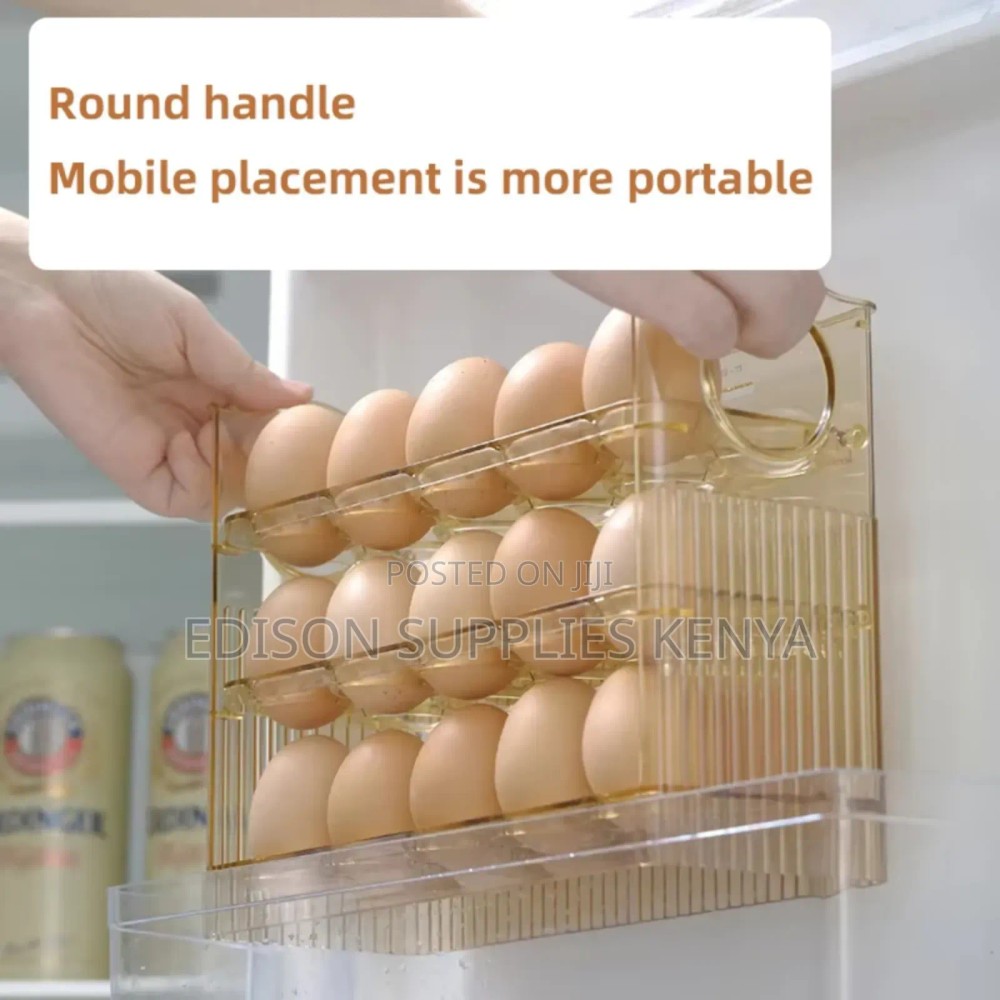 Round handle
Mobile placement is more portable
POSTED ON JIJI
EDISON SUPPLIES KENYA